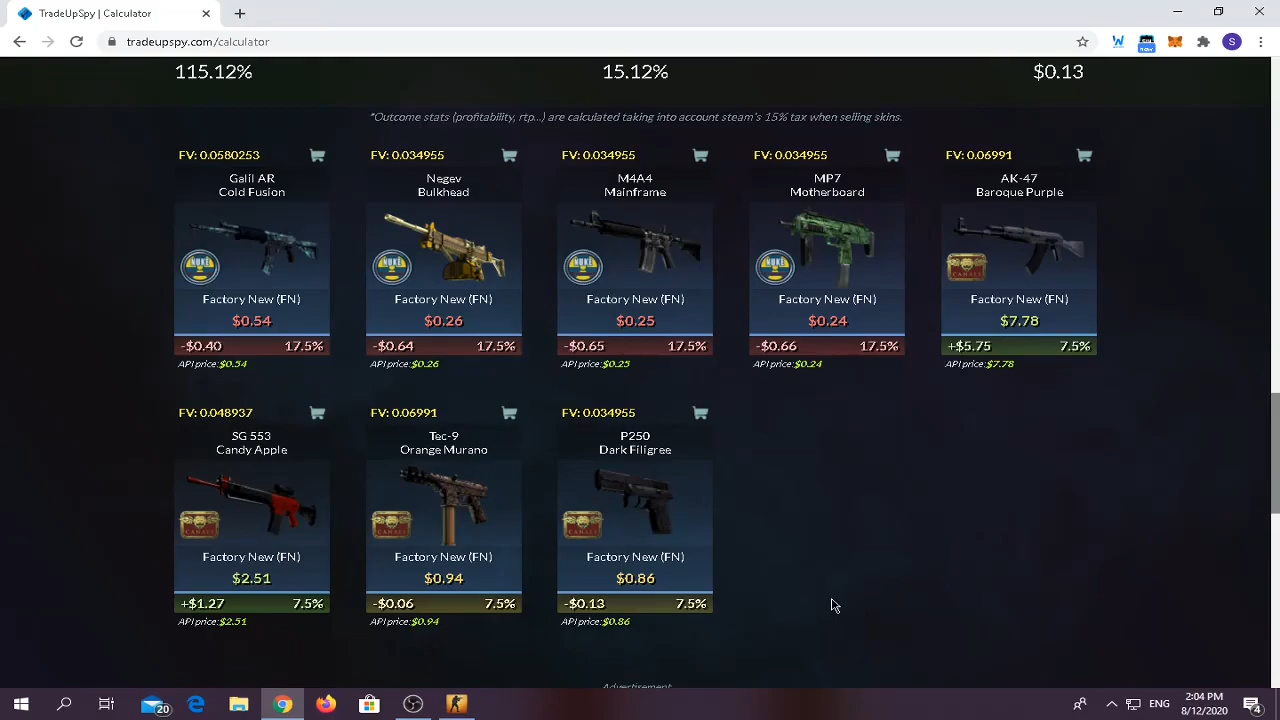 TradeUpSpy | Calculator
tradeupspy.com/calculator
W
S
115.12%
15.12%
$0.13
*Outcome stats (profitability, rtp...) are calculated taking into account steam's 15% tax when selling skins.
FV: 0.0580253
FV: 0.034955
FV: 0.034955
FV: 0.034955
FV: 0.06991
Galil AR
Cold Fusion
Negev
Bulkhead
M4A4
Mainframe
MP7
Motherboard
AK-47
Baroque Purple
NUKE
NUKE
NUKE
NUKE
CANALS
Factory New (FN)
Factory New (FN)
Factory New (FN)
Factory New (FN)
Factory New (FN)
$0.54
$0.26
$0.25
$0.24
$7.78
-$0.40 17.5%
-$0.64 17.5%
-$0.65 17.5%
-$0.66 17.5%
+$5.75 7.5%
API price:$0.54
API price:$0.26
API price:$0.25
API price:$0.24
API price:$7.78
FV: 0.048937
FV: 0.06991
FV: 0.034955
SG 553
Candy Apple
Tec-9
Orange Murano
P250
Dark Filigree
CANALS
CANALS
CANALS
Factory New (FN)
Factory New (FN)
Factory New (FN)
$2.51
$0.94
$0.86
+$1.27 7.5%
-$0.06 7.5%
-$0.13 7.5%
API price:$2.51
API price:$0.94
API price:$0.86
Advertisement
20
ENG
2:04 PM
8/12/2020
4